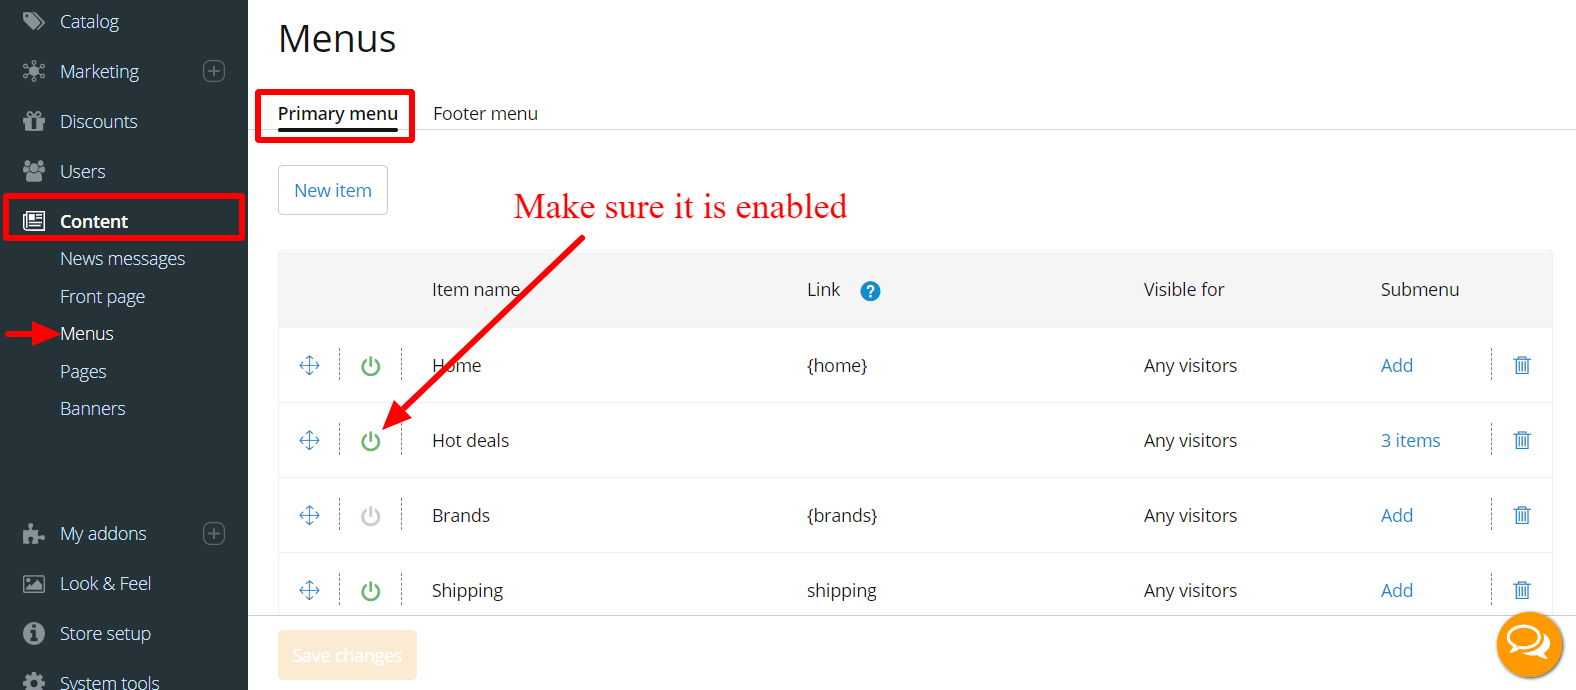 Catalog
Marketing
Discounts
Users
Content
News messages
Front page
Menus
Pages
Banners
My addons
Look & Feel
Store setup
System tools
Menus
Primary menu Footer menu
New item
Make sure it is enabled
Item name Link ? Visible for Submenu
Home {home} Any visitors Add
Hot deals Any visitors 3 items
Brands {brands} Any visitors Add
Shipping shipping Any visitors Add
Save changes